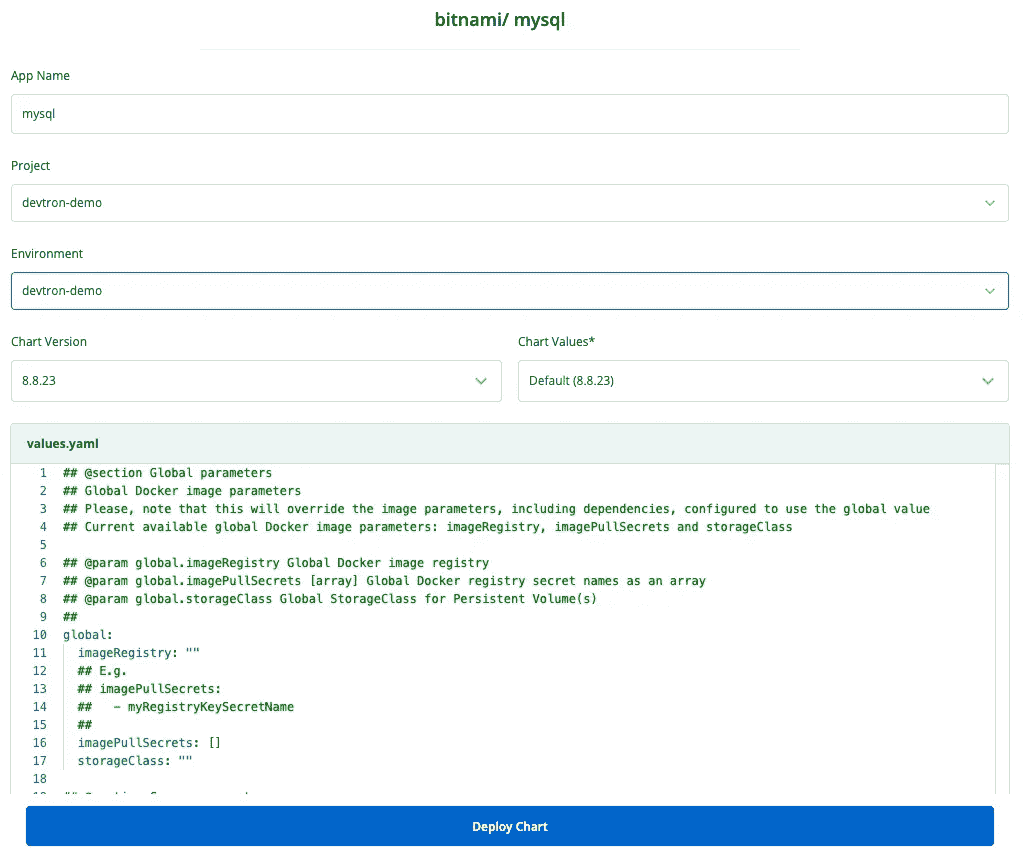 bitnami/ mysql
App Name
mysql
Project
devtron-demo
Environment
devtron-demo
Chart Version
Chart Values*
8.8.23
Default (8.8.23)
values.yaml
1 ## @section Global parameters
2 ## Global Docker image parameters
3 ## Please, note that this will override the image parameters, including dependencies, configured to use the global value
4 ## Current available global Docker image parameters: imageRegistry, imagePullSecrets and storageClass
5
6 ## @param global.imageRegistry Global Docker image registry
7 ## @param global.imagePullSecrets [array] Global Docker registry secret names as an array
8 ## @param global.storageClass Global StorageClass for Persistent Volume(s)
9 ##
10 global:
11 imageRegistry: ""
12 ## E.g.
13 ## imagePullSecrets:
14 ## - myRegistryKeySecretName
15 ##
16 imagePullSecrets: []
17 storageClass: ""
18
Deploy Chart